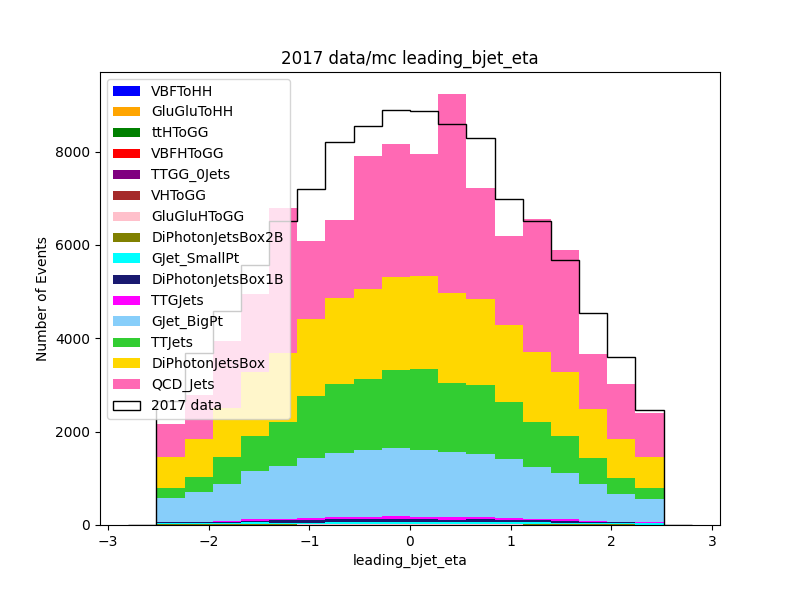 2017 data/mc leading_bjet_eta
VBFToHH
GluGluToHH
ttHToGG
VBFHToGG
TTGG_0Jets
VHToGG
GluGluHToGG
DiPhotonJetsBox2B
GJet_SmallPt
DiPhotonJetsBox1B
TTGJets
GJet_BigPt
TTJets
DiPhotonJetsBox
QCD_Jets
2017 data
Number of Events
8000
6000
4000
2000
0
−3 −2 −1 0 1 2 3
leading_bjet_eta